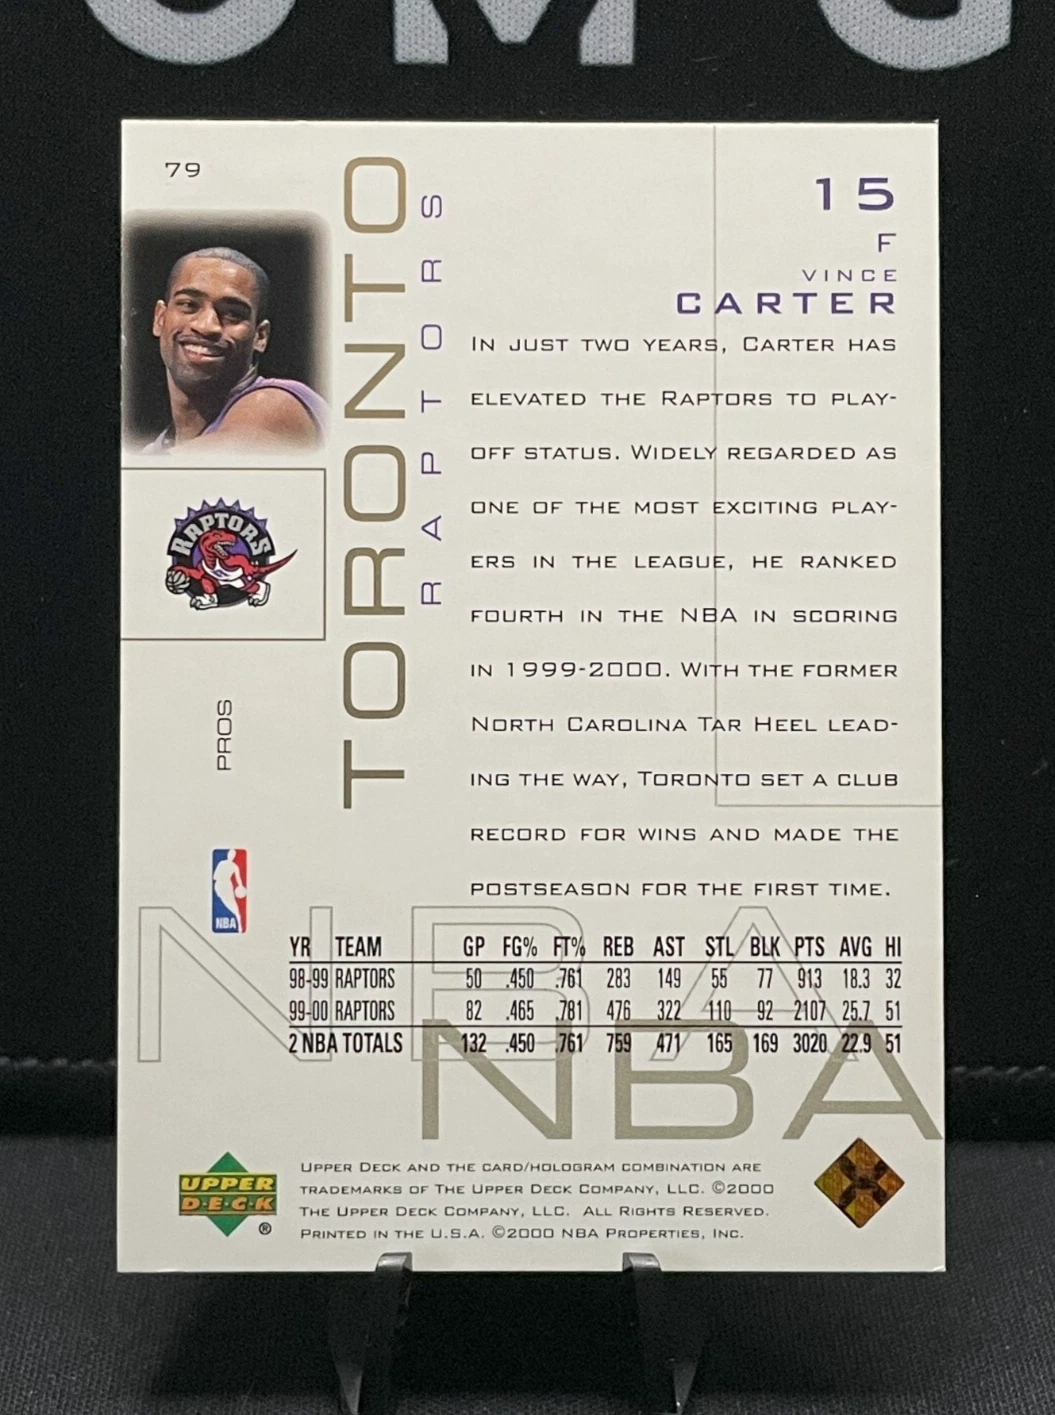 79
15
F
VINCE
CARTER
TORONTO
RAPTORS
IN JUST TWO YEARS, CARTER HAS
ELEVATED THE RAPTORS TO PLAY-
OFF STATUS. WIDELY REGARDED AS
ONE OF THE MOST EXCITING PLAY-
ERS IN THE LEAGUE, HE RANKED
FOURTH IN THE NBA IN SCORING
IN 1999-2000. WITH THE FORMER
NORTH CAROLINA TAR HEEL LEAD-
ING THE WAY, TORONTO SET A CLUB
RECORD FOR WINS AND MADE THE
POSTSEASON FOR THE FIRST TIME.
RAPTORS
PROS
NBA
NBA
YR TEAM GP FG% FT% REB AST STL BLK PTS AVG HI
98-99 RAPTORS 50 .450 .761 283 149 55 77 913 18.3 32
99-00 RAPTORS 82 .465 .781 476 322 110 92 2107 25.7 51
2 NBA TOTALS 132 .450 .761 759 471 165 169 3020 22.9 51
NBA
UPPER
D·E·C·K
®
UPPER DECK AND THE CARD/HOLOGRAM COMBINATION ARE
TRADEMARKS OF THE UPPER DECK COMPANY, LLC. ©2000
THE UPPER DECK COMPANY, LLC. ALL RIGHTS RESERVED.
PRINTED IN THE U.S.A. ©2000 NBA PROPERTIES, INC.